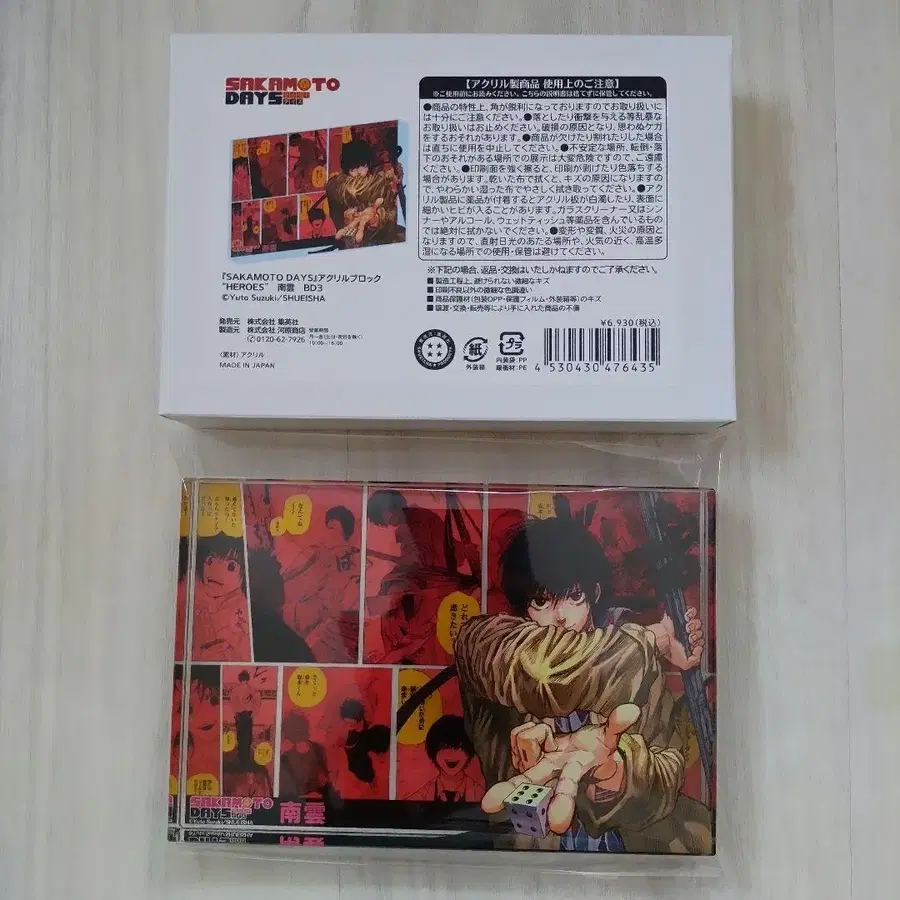 SAKAMOTO
DAYS
【アクリル製商品 使用上のご注意】
※ご使用前にお読みください。こちらの説明書は捨てずに保管してください。
●商品の特性上、角が脱利になっておりますのでお取り扱いには
は十分にご注意ください。●落としたり衝撃を与える等乱暴な
お取り扱いはお止めください。破損の原因となり、思わぬケガ
をするおそれがあります。●商品が欠けたり割れたりした場合
は直ちに使用を中止してください。●不安定な場所、転倒・落
下のおそれがある場所での展示は大変危険ですので、ご遠慮
ください。●印刷面を強く擦ると、印刷が剥げたり色落ちする
場合があります。乾いた布で拭くと、キズの原因になりますの
で、やわらかい湿った布でやさしく拭き取ってください。●アク
リル製品に薬品が付着するとアクリル板が白濁したり、表面に
細かいヒビが入ることがあります。ガラスクリーナー又はシン
ナーやアルコール、ウェットティッシュ等薬品を含んでいるもの
では絶対に拭かないでください。●変形や変質、火災の原因と
なりますので、直射日光のあたる場所や、火気の近く、高温多
湿になる場所での使用・保管は避けてください。
※下記の場合、返品・交換はいたしかねますのでご了承ください。
■製造工程上、避けられない微細なキズ
■印刷不良以外の微細な色調違い
■商品保護材(包装OPP・保護フィルム・外装箱等)のキズ
■譲渡・交換・転売等により手に入れた商品の不備
『SAKAMOTO DAYS』アクリルブロック
"HEROES" 南雲 BD3
©Yuto Suzuki/SHUEISHA
発売元 株式会社 集英社
製造元 株式会社 河原商店
0120-62-7926
10:00~16:00
〈素材〉アクリル
MADE IN JAPAN
¥6,930(税込)
紙
外装箱
プラ
内装袋:PP
緩衝材:PE
4 530430 476435
なんでね
どれ
SAKAMOTO
DAYS
©Yuto Suzuki/SHUEISHA
南雲